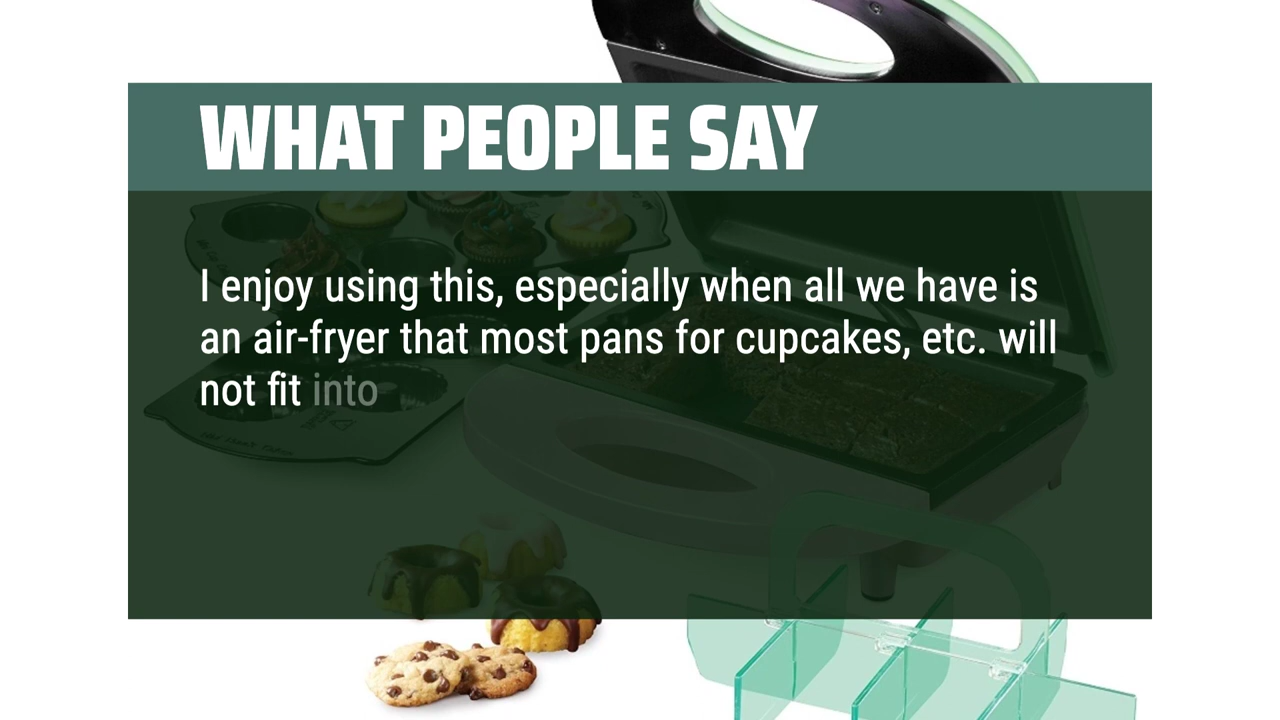 WHAT PEOPLE SAY
I enjoy using this, especially when all we have is
an air-fryer that most pans for cupcakes, etc. will
not fit into